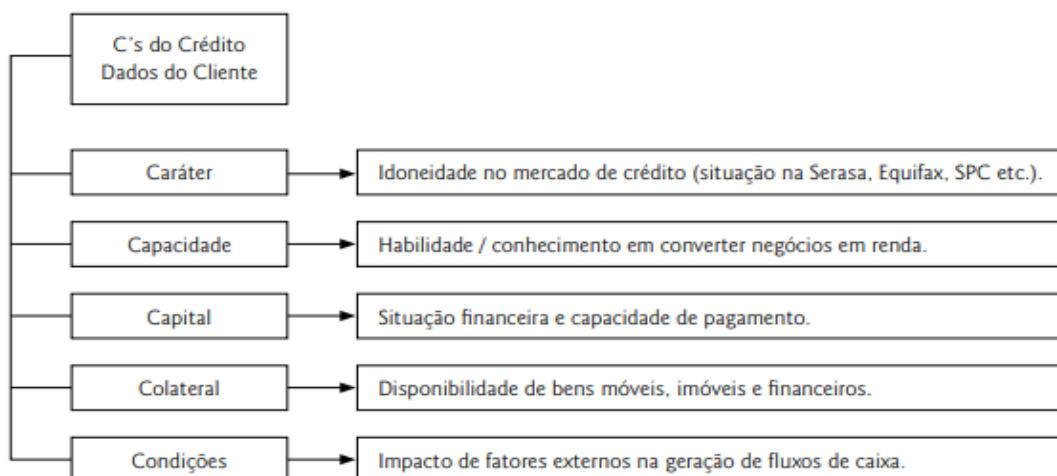 C's do Crédito
Dados do Cliente
Caráter
Idoneidade no mercado de crédito (situação na Serasa, Equifax, SPC etc.).
Capacidade
Habilidade / conhecimento em converter negócios em renda.
Capital
Situação financeira e capacidade de pagamento.
Colateral
Disponibilidade de bens móveis, imóveis e financeiros.
Condições
Impacto de fatores externos na geração de fluxos de caixa.